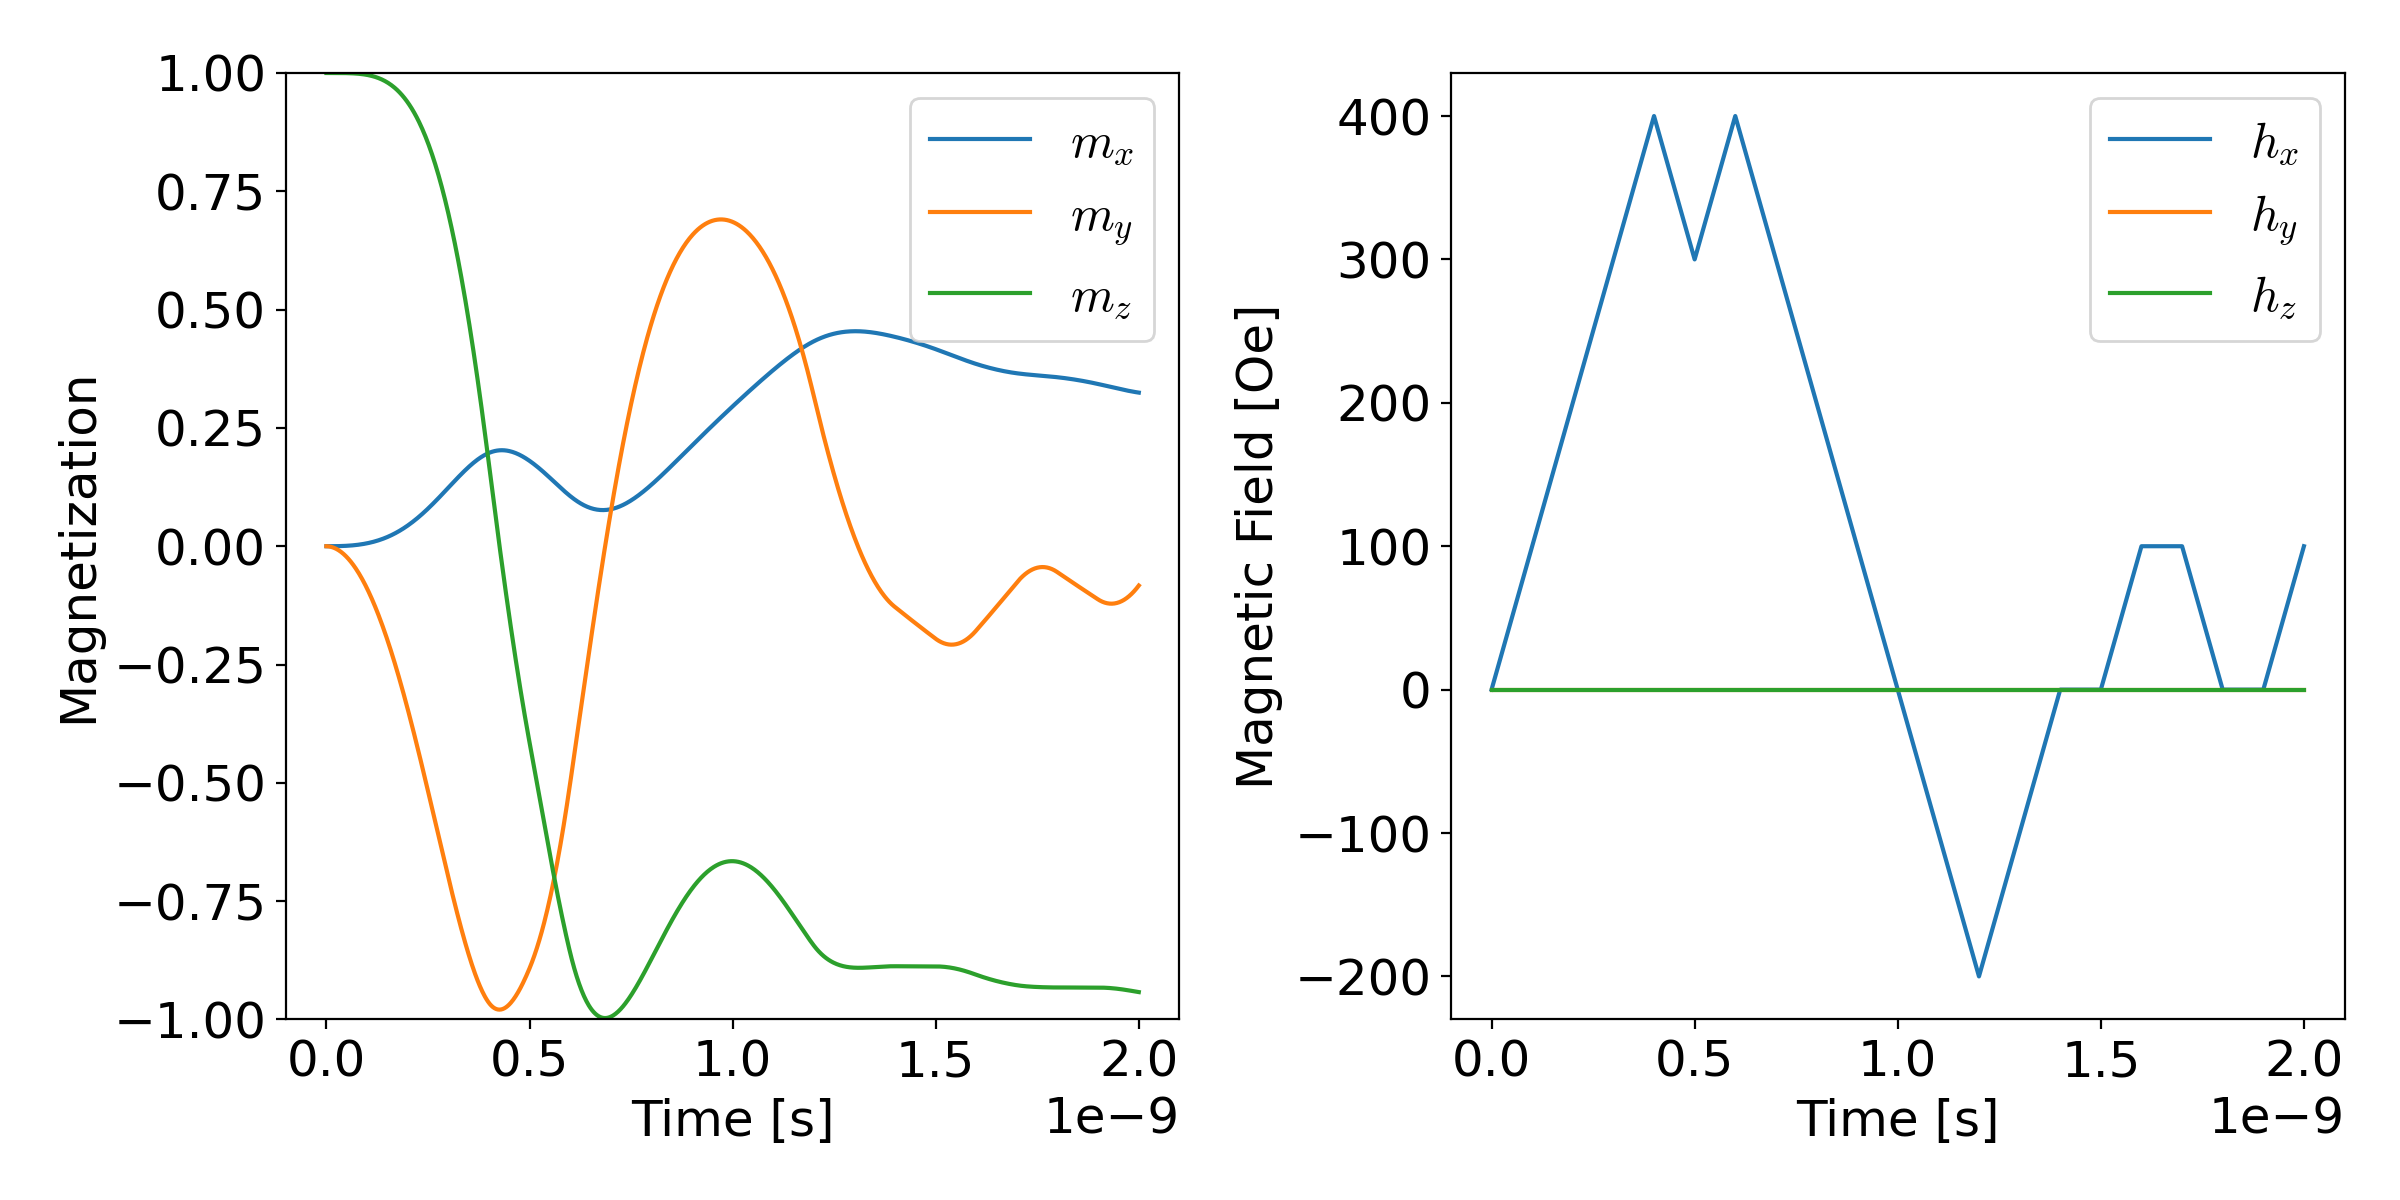 Magnetization
1.00
0.75
0.50
0.25
0.00
−0.25
−0.50
−0.75
−1.00
0.0 0.5 1.0 1.5 2.0
Time [s]
1e−9
m_x
m_y
m_z
Magnetic Field [Oe]
400
300
200
100
0
−100
−200
0.0 0.5 1.0 1.5 2.0
Time [s]
1e−9
h_x
h_y
h_z